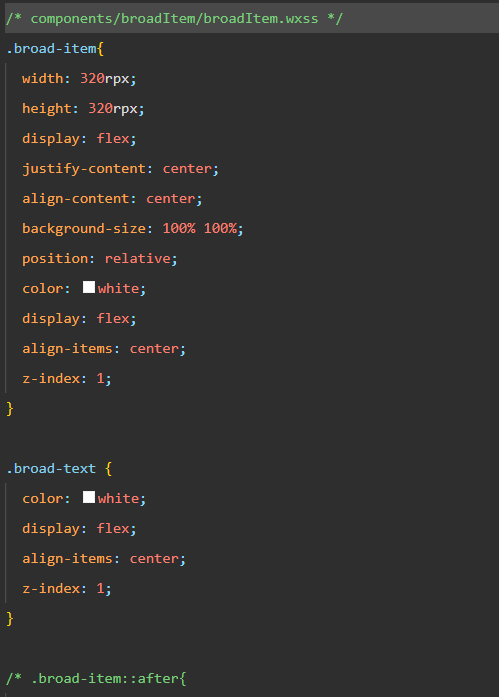 /* components/broadItem/broadItem.wxss */
.broad-item{
width: 320rpx;
height: 320rpx;
display: flex;
justify-content: center;
align-content: center;
background-size: 100% 100%;
position: relative;
color: white;
display: flex;
align-items: center;
z-index: 1;
}
.broad-text {
color: white;
display: flex;
align-items: center;
z-index: 1;
}
/* .broad-item::after{